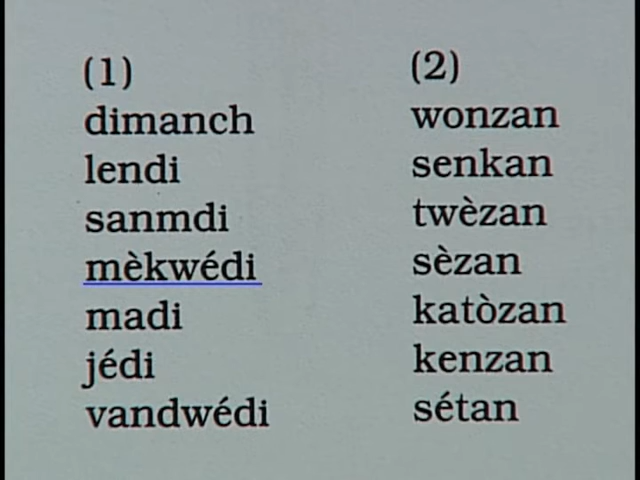 (1)
dimanch
lendi
sanmdi
mèkwédi
madi
jédi
vandwédi
(2)
wonzan
senkan
twèzan
sèzan
katòzan
kenzan
sétan